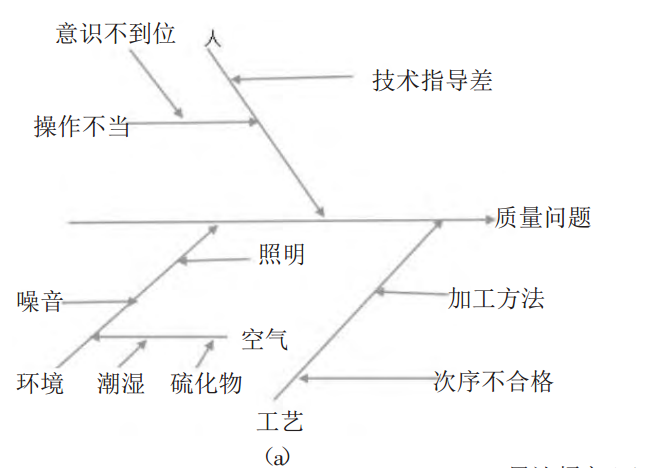 意识不到位
人
技术指导差
操作不当
质量问题
照明
噪音
加工方法
空气
环境
潮湿
硫化物
次序不合格
工艺
(a)